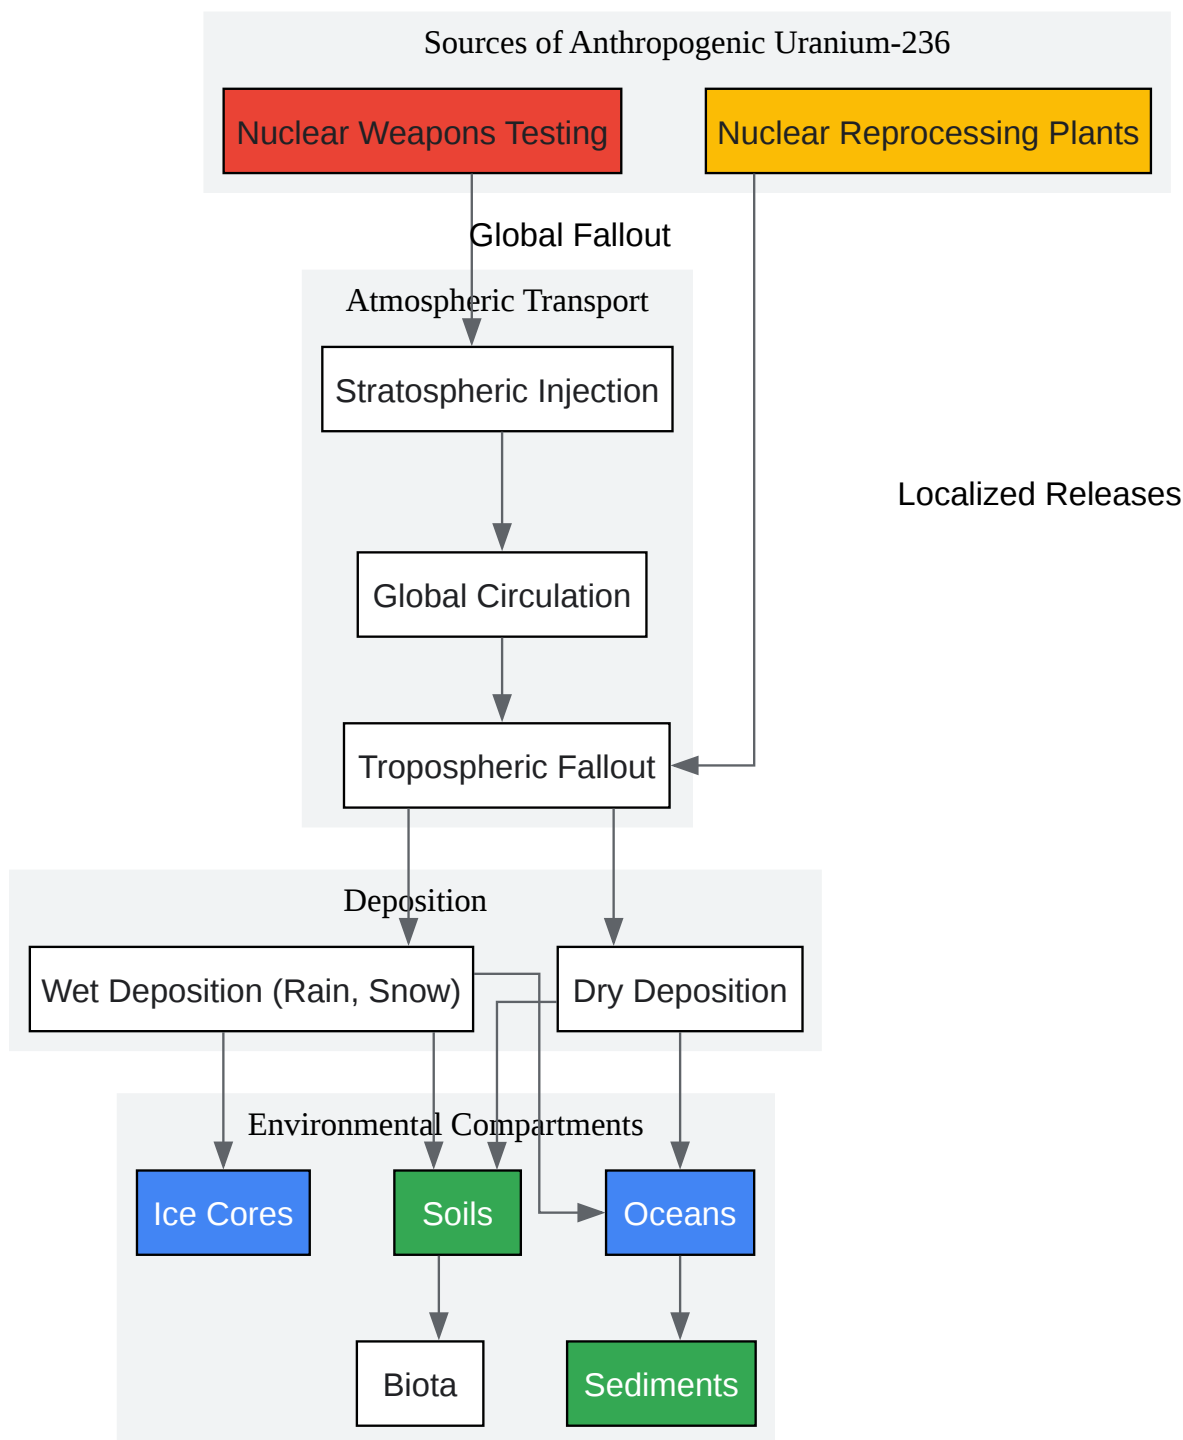 Sources of Anthropogenic Uranium-236
Nuclear Weapons Testing
Nuclear Reprocessing Plants
Global Fallout
Atmospheric Transport
Stratospheric Injection
Localized Releases
Global Circulation
Tropospheric Fallout
Deposition
Wet Deposition (Rain, Snow)
Dry Deposition
Environmental Compartments
Ice Cores
Soils
Oceans
Biota
Sediments